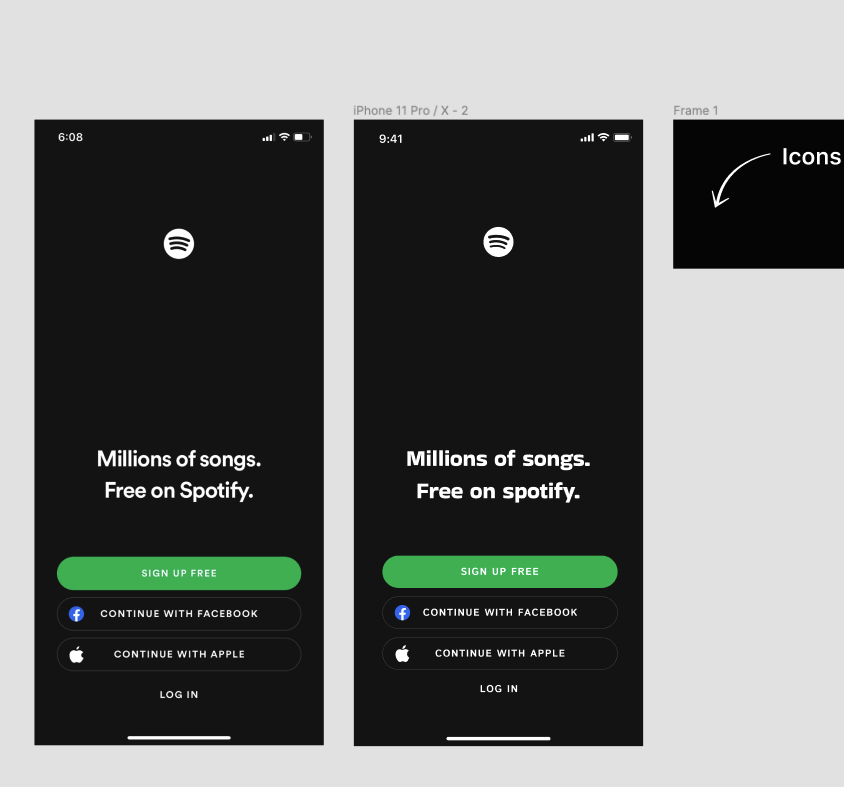 iPhone 11 Pro / X - 2
Frame 1
6:08
Millions of songs.
Free on Spotify.
SIGN UP FREE
CONTINUE WITH FACEBOOK
CONTINUE WITH APPLE
LOG IN
9:41
Millions of songs.
Free on spotify.
SIGN UP FREE
CONTINUE WITH FACEBOOK
CONTINUE WITH APPLE
LOG IN
Icons